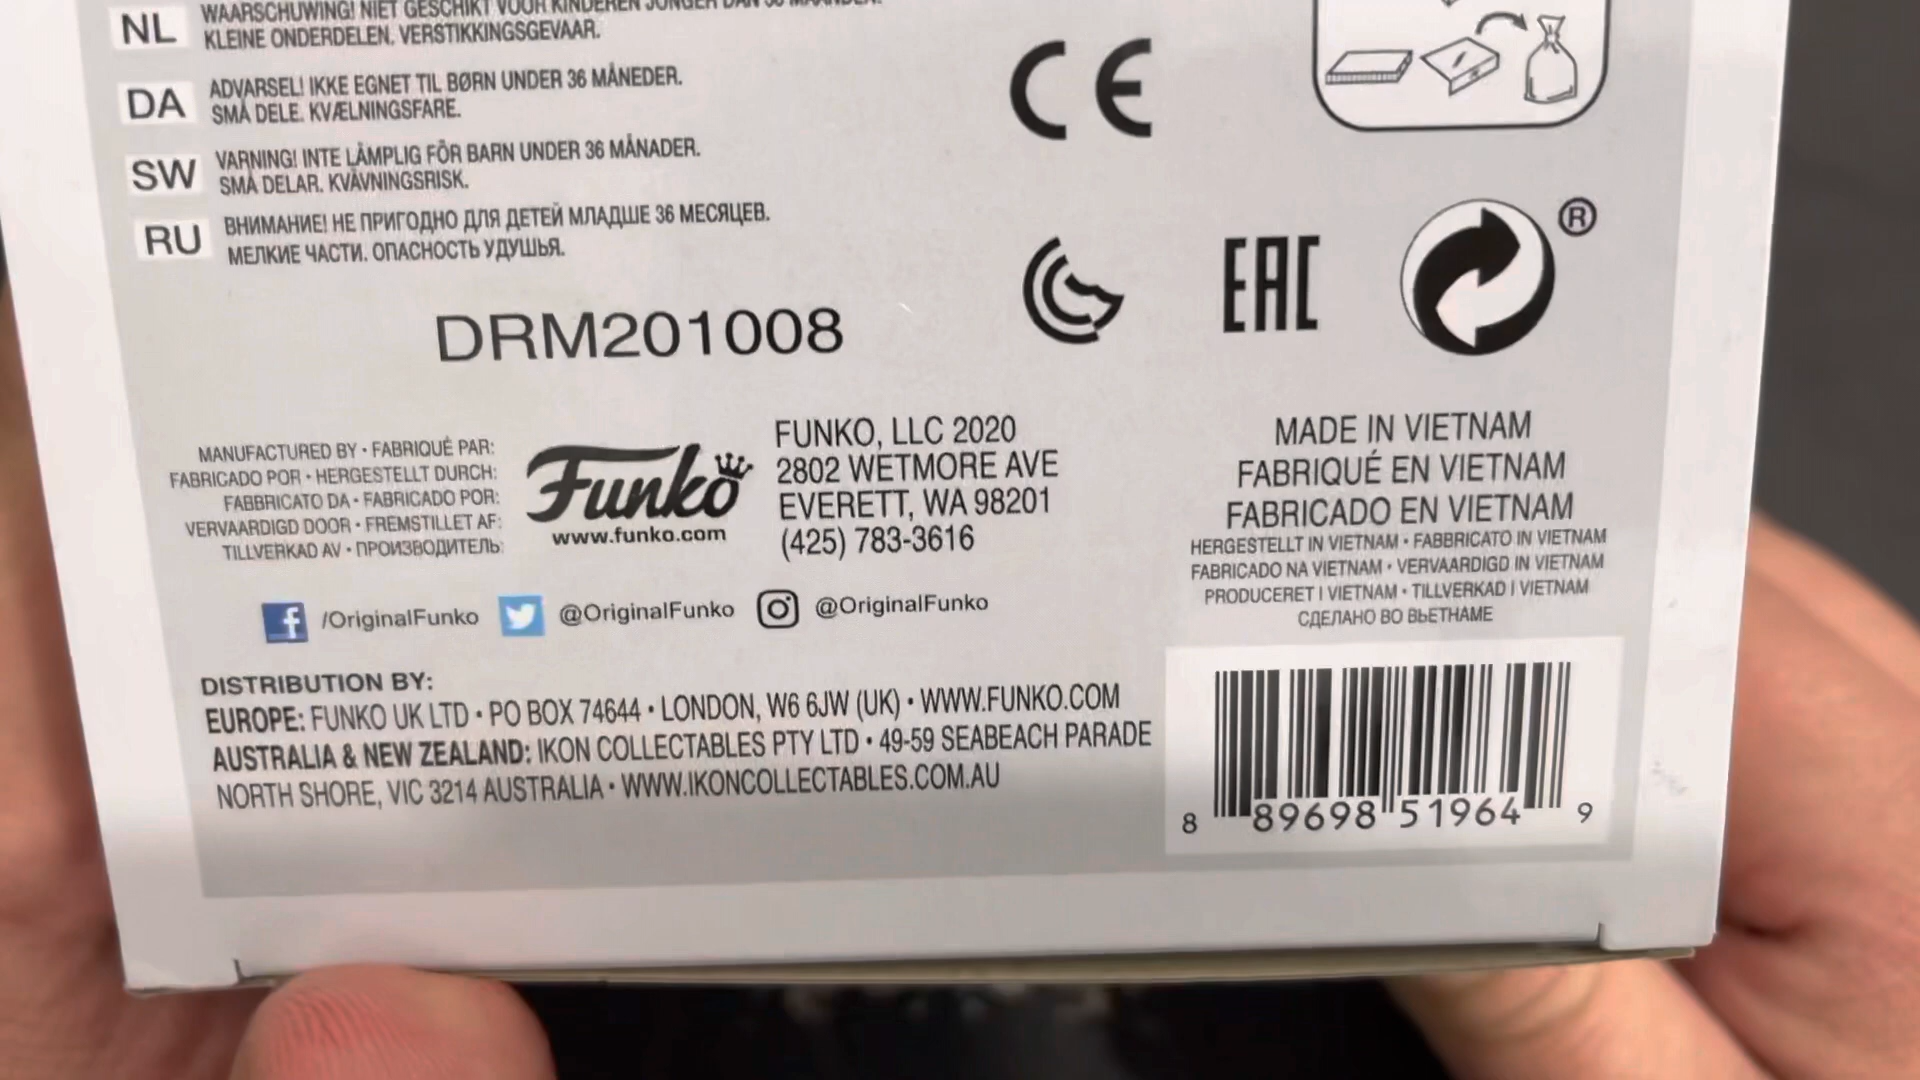 NL
WAARSCHUWING! NIET GESCHIKT VOOR KINDEREN JONGER DAN 36 MAANDEN.
KLEINE ONDERDELEN. VERSTIKKINGSGEVAAR.
DA
ADVARSEL! IKKE EGNET TIL BØRN UNDER 36 MÅNEDER.
SMÅ DELE. KVÆLNINGSFARE.
SW
VARNING! INTE LÄMPLIG FÖR BARN UNDER 36 MÅNADER.
SMÅ DELAR. KVÄVNINGSRISK.
RU
ВНИМАНИЕ! НЕ ПРИГОДНО ДЛЯ ДЕТЕЙ МЛАДШЕ 36 МЕСЯЦЕВ.
МЕЛКИЕ ЧАСТИ. ОПАСНОСТЬ УДУШЬЯ.
CE
EAC
®
DRM201008
MANUFACTURED BY • FABRIQUÉ PAR:
FABRICADO POR • HERGESTELLT DURCH:
FABBRICATO DA • FABRICADO POR:
VERVAARDIGD DOOR • FREMSTILLET AF:
TILLVERKAD AV • ПРОИЗВОДИТЕЛЬ:
Funko
www.funko.com
FUNKO, LLC 2020
2802 WETMORE AVE
EVERETT, WA 98201
(425) 783-3616
MADE IN VIETNAM
FABRIQUÉ EN VIETNAM
FABRICADO EN VIETNAM
HERGESTELLT IN VIETNAM • FABBRICATO IN VIETNAM
FABRICADO NA VIETNAM • VERVAARDIGD IN VIETNAM
PRODUCERET I VIETNAM • TILLVERKAD I VIETNAM
СДЕЛАНО ВО ВЬЕТНАМЕ
/OriginalFunko @OriginalFunko @OriginalFunko
DISTRIBUTION BY:
EUROPE: FUNKO UK LTD • PO BOX 74644 • LONDON, W6 6JW (UK) • WWW.FUNKO.COM
AUSTRALIA & NEW ZEALAND: IKON COLLECTABLES PTY LTD • 49-59 SEABEACH PARADE
NORTH SHORE, VIC 3214 AUSTRALIA • WWW.IKONCOLLECTABLES.COM.AU
8 89698 51964 9